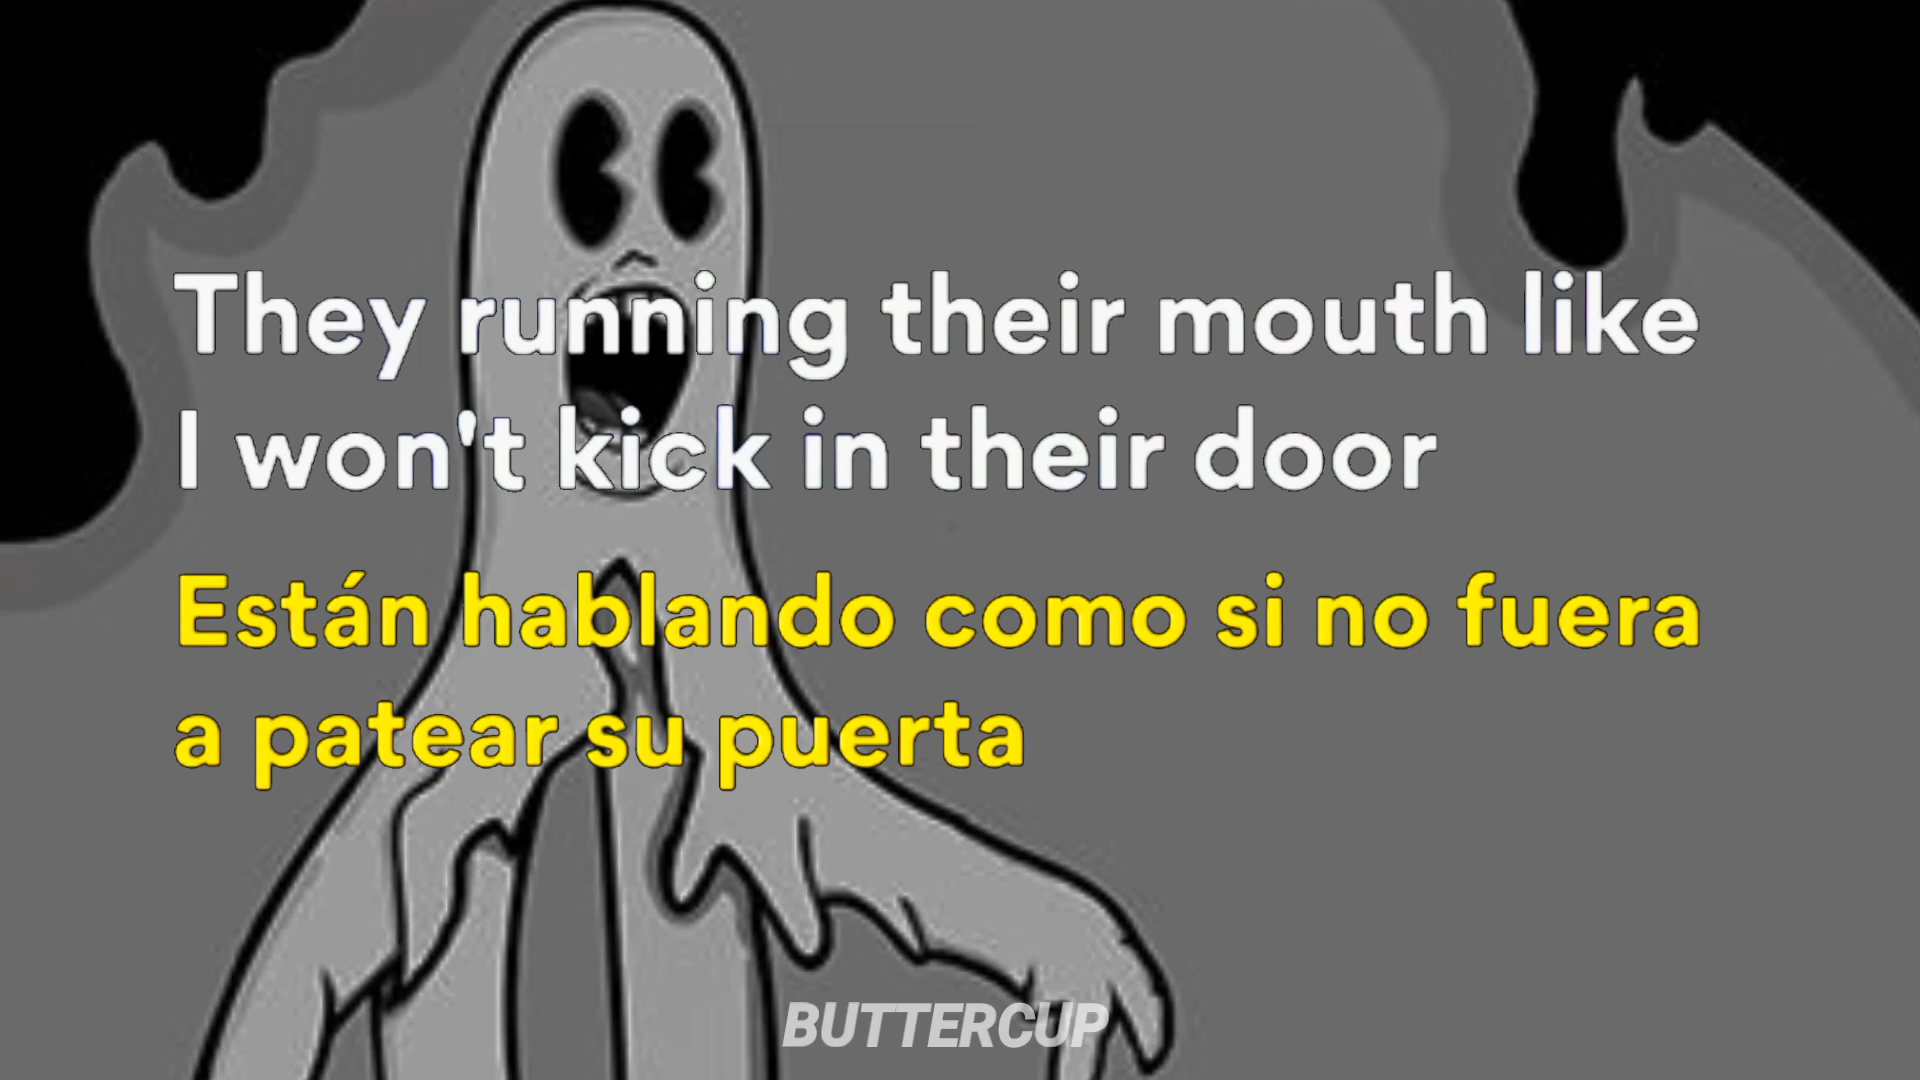 They running their mouth like
I won't kick in their door
Están hablando como si no fuera
a patear su puerta
BUTTERCUP